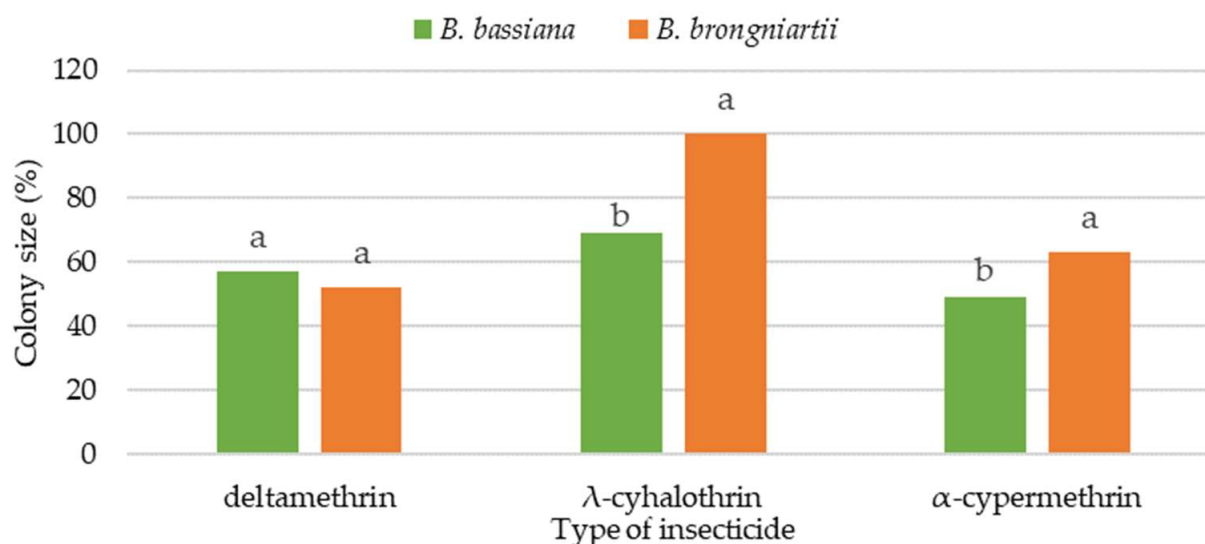 B. bassiana B. brongniartii
120
100
80
60
40
20
0
Colony size (%)
a a
b a
b a
deltamethrin λ-cyhalothrin α-cypermethrin
Type of insecticide